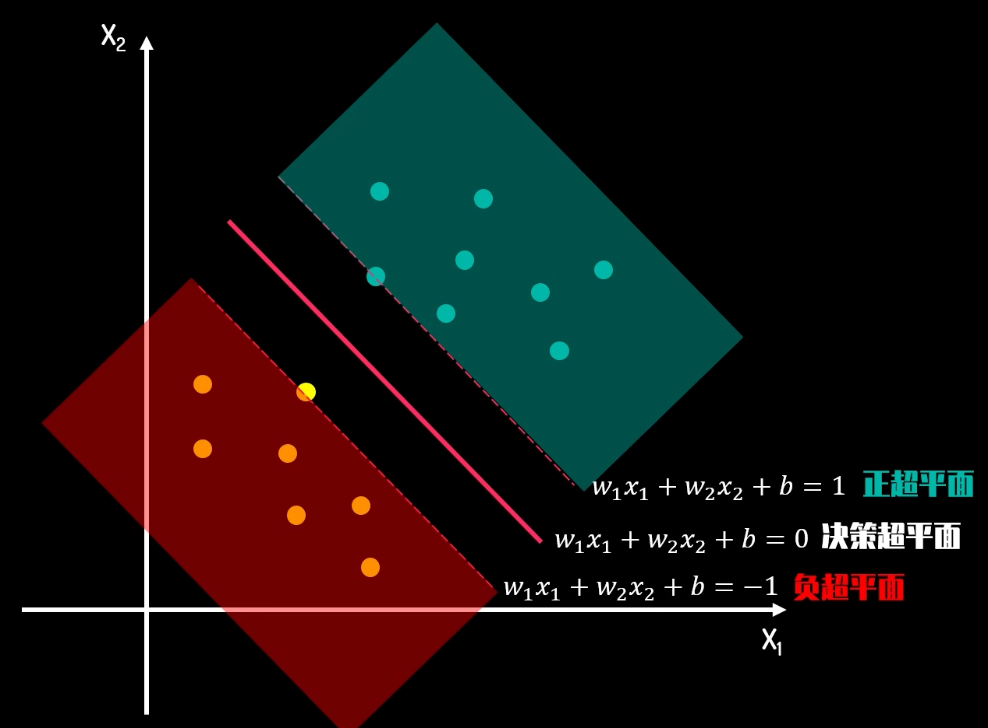 X₂
w₁x₁ + w₂x₂ + b = 1 正超平面
w₁x₁ + w₂x₂ + b = 0 决策超平面
w₁x₁ + w₂x₂ + b = −1 负超平面
X₁